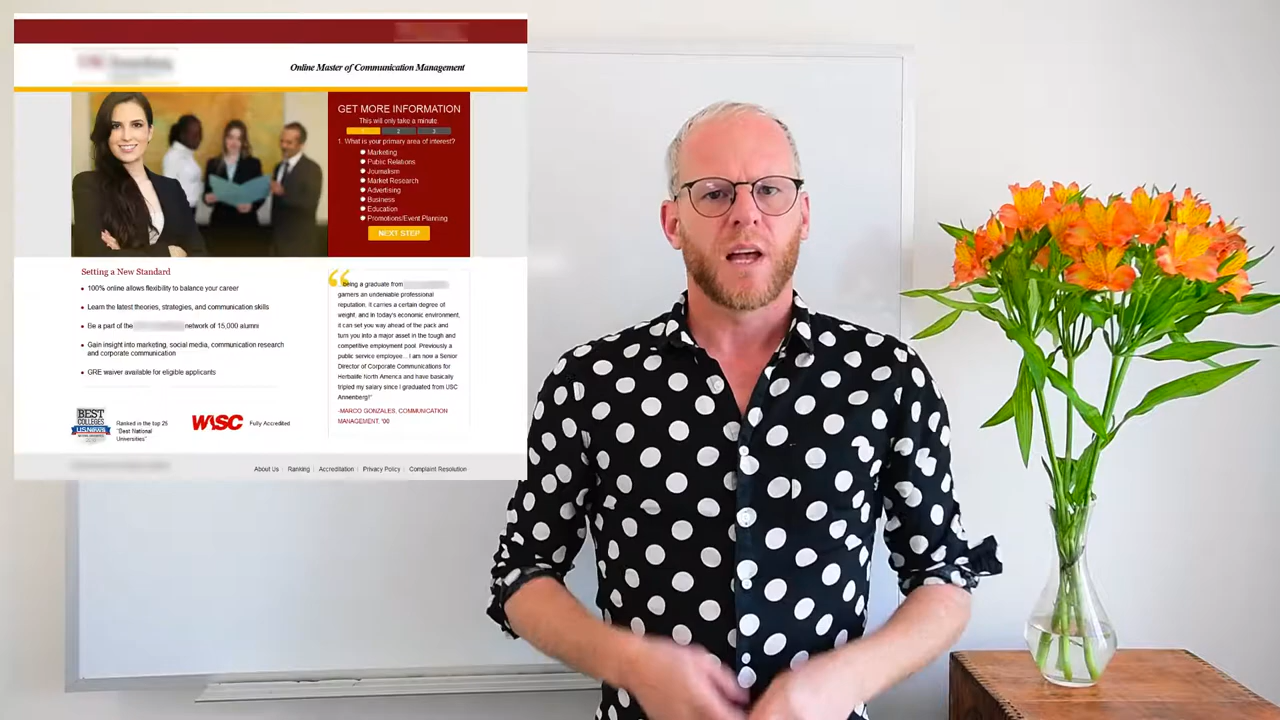 Online Master of Communication Management
GET MORE INFORMATION
This will only take a minute.
1 2 3
1. What is your primary area of interest?
Marketing
Public Relations
Journalism
Market Research
Advertising
Business
Education
Promotions/Event Planning
NEXT STEP
Setting a New Standard
100% online allows flexibility to balance your career
Learn the latest theories, strategies, and communication skills
Be a part of the network of 15,000 alumni
Gain insight into marketing, social media, communication research
and corporate communication
GRE waiver available for eligible applicants
BEST
COLLEGES
U.S.NEWS
Ranked in the top 25
"Best National
Universities"
WASC
Fully Accredited
“
...being a graduate from
garners an undeniable professional
reputation; it carries a certain degree of
weight, and in today's economic environment,
it can set you way ahead of the pack and
turn you into a major asset in the tough and
competitive employment pool. Previously a
public service employee... I am now a Senior
Director of Corporate Communications for
Herbalife North America and have basically
tripled my salary since I graduated from USC
Annenberg!"
-MARCO GONZALES, COMMUNICATION
MANAGEMENT, '00
About Us | Ranking | Accreditation | Privacy Policy | Complaint Resolution